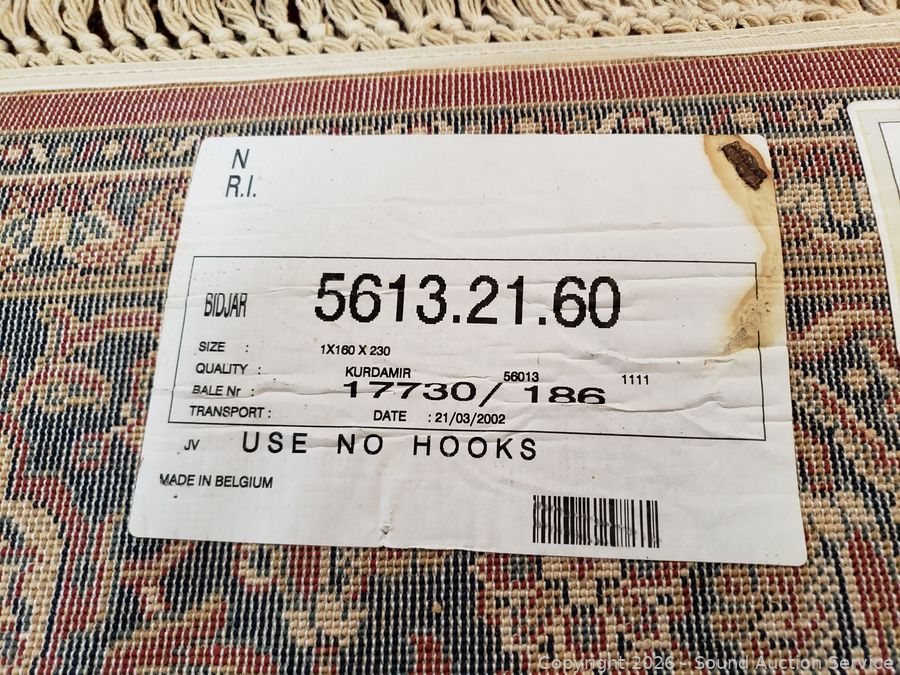 N
R.I.
BIDJAR 5613.21.60
SIZE : 1X160 X 230
QUALITY : KURDAMIR 56013 1111
BALE Nr : 17730/ 186
TRANSPORT : DATE : 21/03/2002
JV USE NO HOOKS
MADE IN BELGIUM
Copyright 2026 - Sound Auction Service